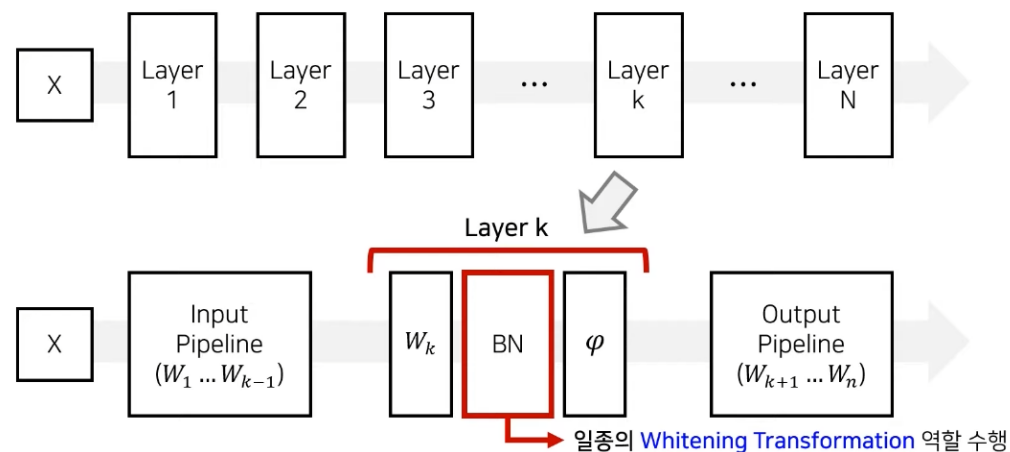 X
Layer
1
Layer
2
Layer
3
...
Layer
k
...
Layer
N
Layer k
X
Input
Pipeline
(W₁ … Wₖ₋₁)
Wₖ
BN
φ
Output
Pipeline
(Wₖ₊₁ … Wₙ)
일종의 Whitening Transformation 역할 수행